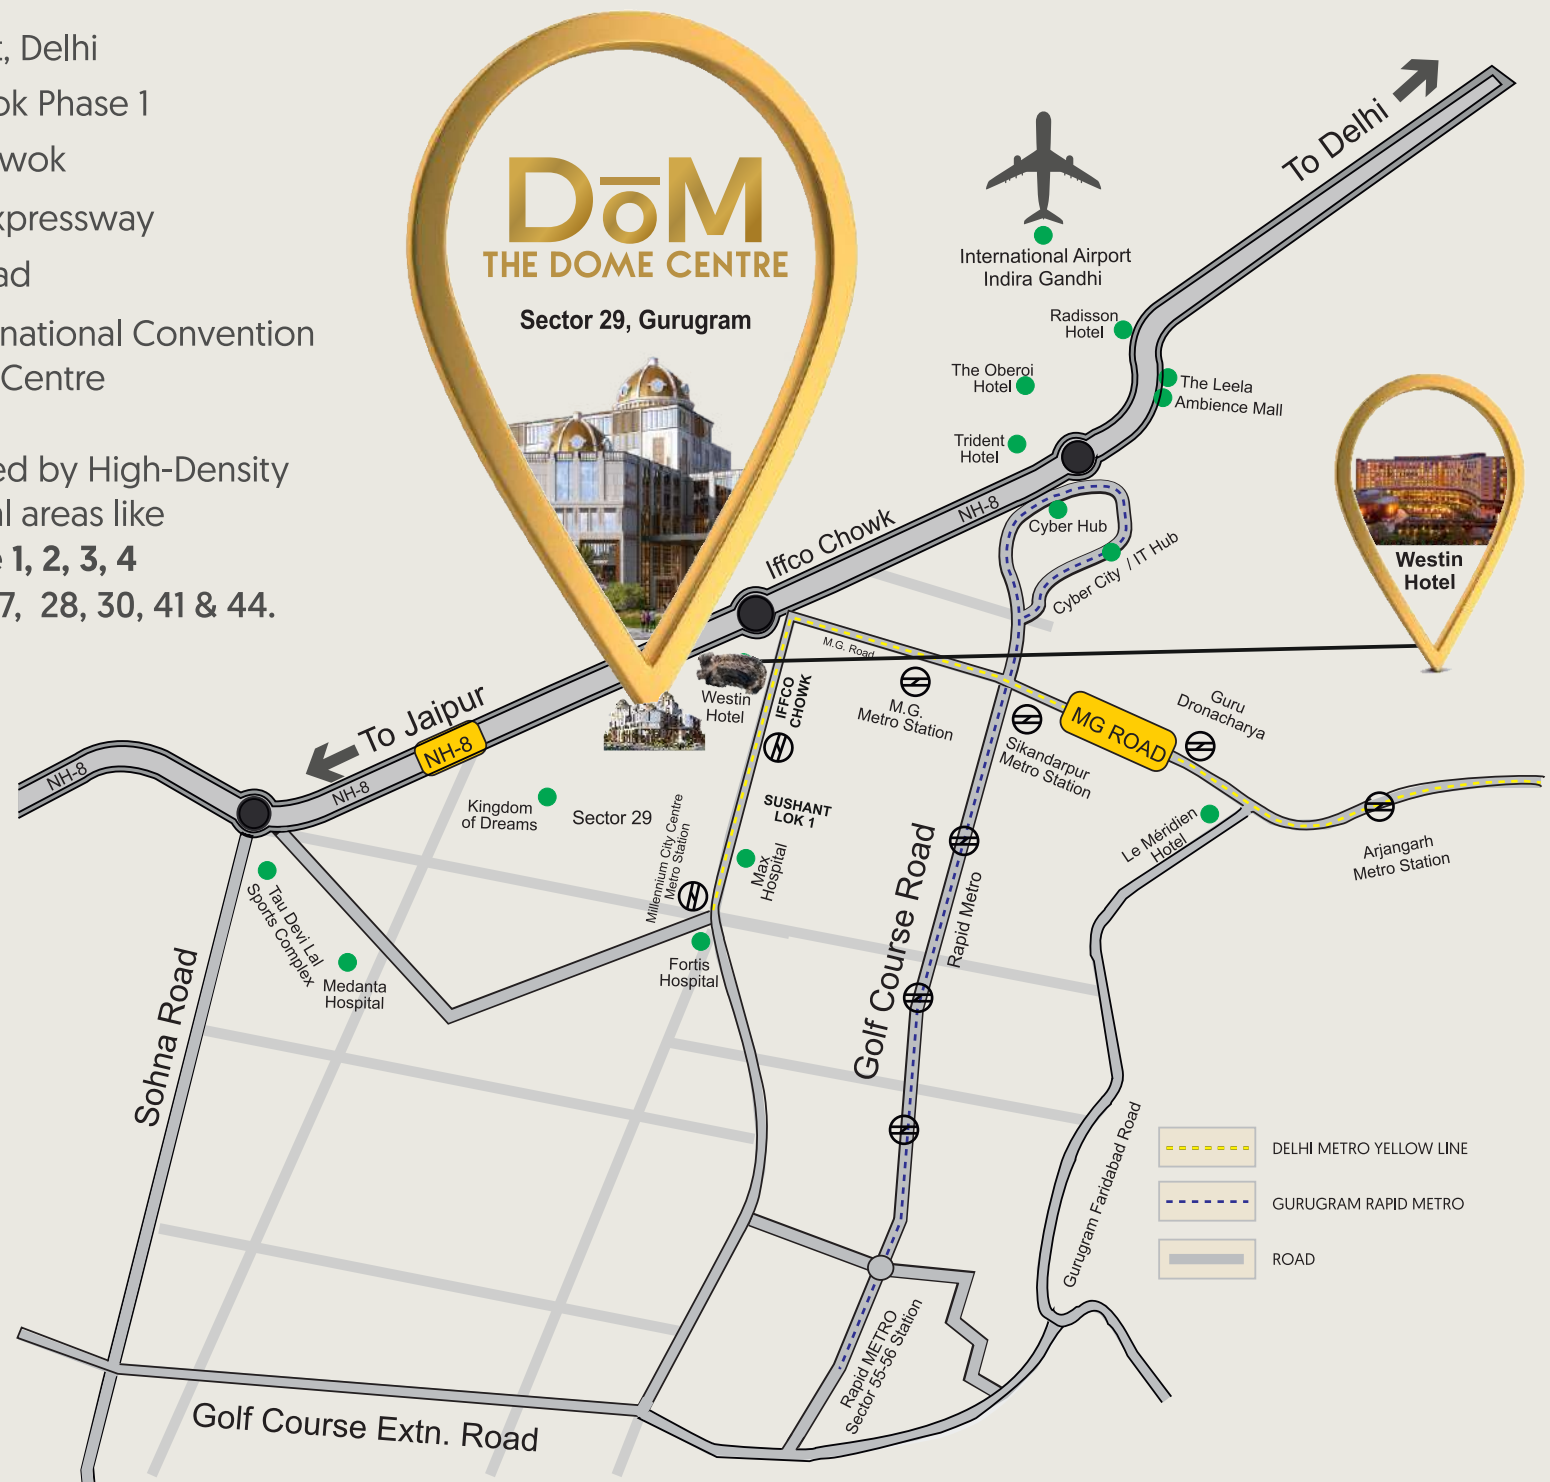 t, Delhi
ok Phase 1
wok
xpressway
ad
national Convention
Centre
ed by High-Density
al areas like
e 1, 2, 3, 4
7, 28, 30, 41 & 44.
DōM
THE DOME CENTRE
Sector 29, Gurugram
To Delhi
International Airport
Indira Gandhi
Radisson
Hotel
The Oberoi
Hotel
The Leela
Ambience Mall
Trident
Hotel
NH-8
Cyber Hub
Cyber City / IT Hub
Iffco Chowk
Westin
Hotel
M.G. Road
Westin
Hotel
IFFCO
CHOWK
M.G.
Metro Station
Sikandarpur
Metro Station
MG ROAD
Guru
Dronacharya
To Jaipur
NH-8
NH-8
NH-8
Kingdom
of Dreams
Sector 29
Millennium City Centre
Metro Station
SUSHANT
LOK 1
Max
Hospital
Le Méridien
Hotel
Arjangarh
Metro Station
Golf Course Road
Rapid Metro
Tau Devi Lal
Sports Complex
Medanta
Hospital
Fortis
Hospital
Sohna Road
Gurugram Faridabad Road
DELHI METRO YELLOW LINE
GURUGRAM RAPID METRO
ROAD
Rapid METRO
Sector 55-56 Station
Golf Course Extn. Road